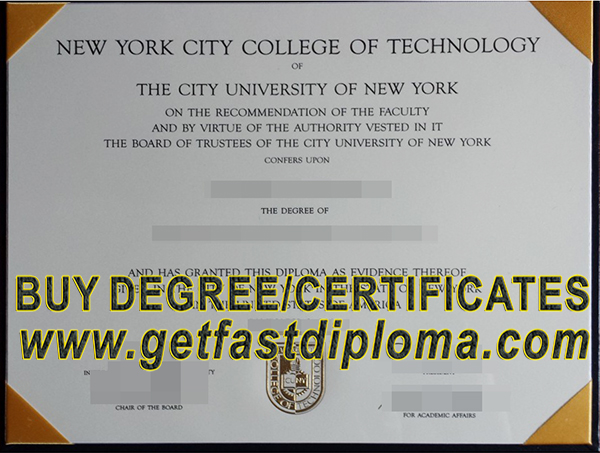 NEW YORK CITY COLLEGE OF TECHNOLOGY
OF
THE CITY UNIVERSITY OF NEW YORK
ON THE RECOMMENDATION OF THE FACULTY
AND BY VIRTUE OF THE AUTHORITY VESTED IN IT
THE BOARD OF TRUSTEES OF THE CITY UNIVERSITY OF NEW YORK
CONFERS UPON
THE DEGREE OF
AND HAS GRANTED THIS DIPLOMA AS EVIDENCE THEREOF
BUY DEGREE/CERTIFICATES
www.getfastdiploma.com
CUNY
CHAIR OF THE BOARD
FOR ACADEMIC AFFAIRS